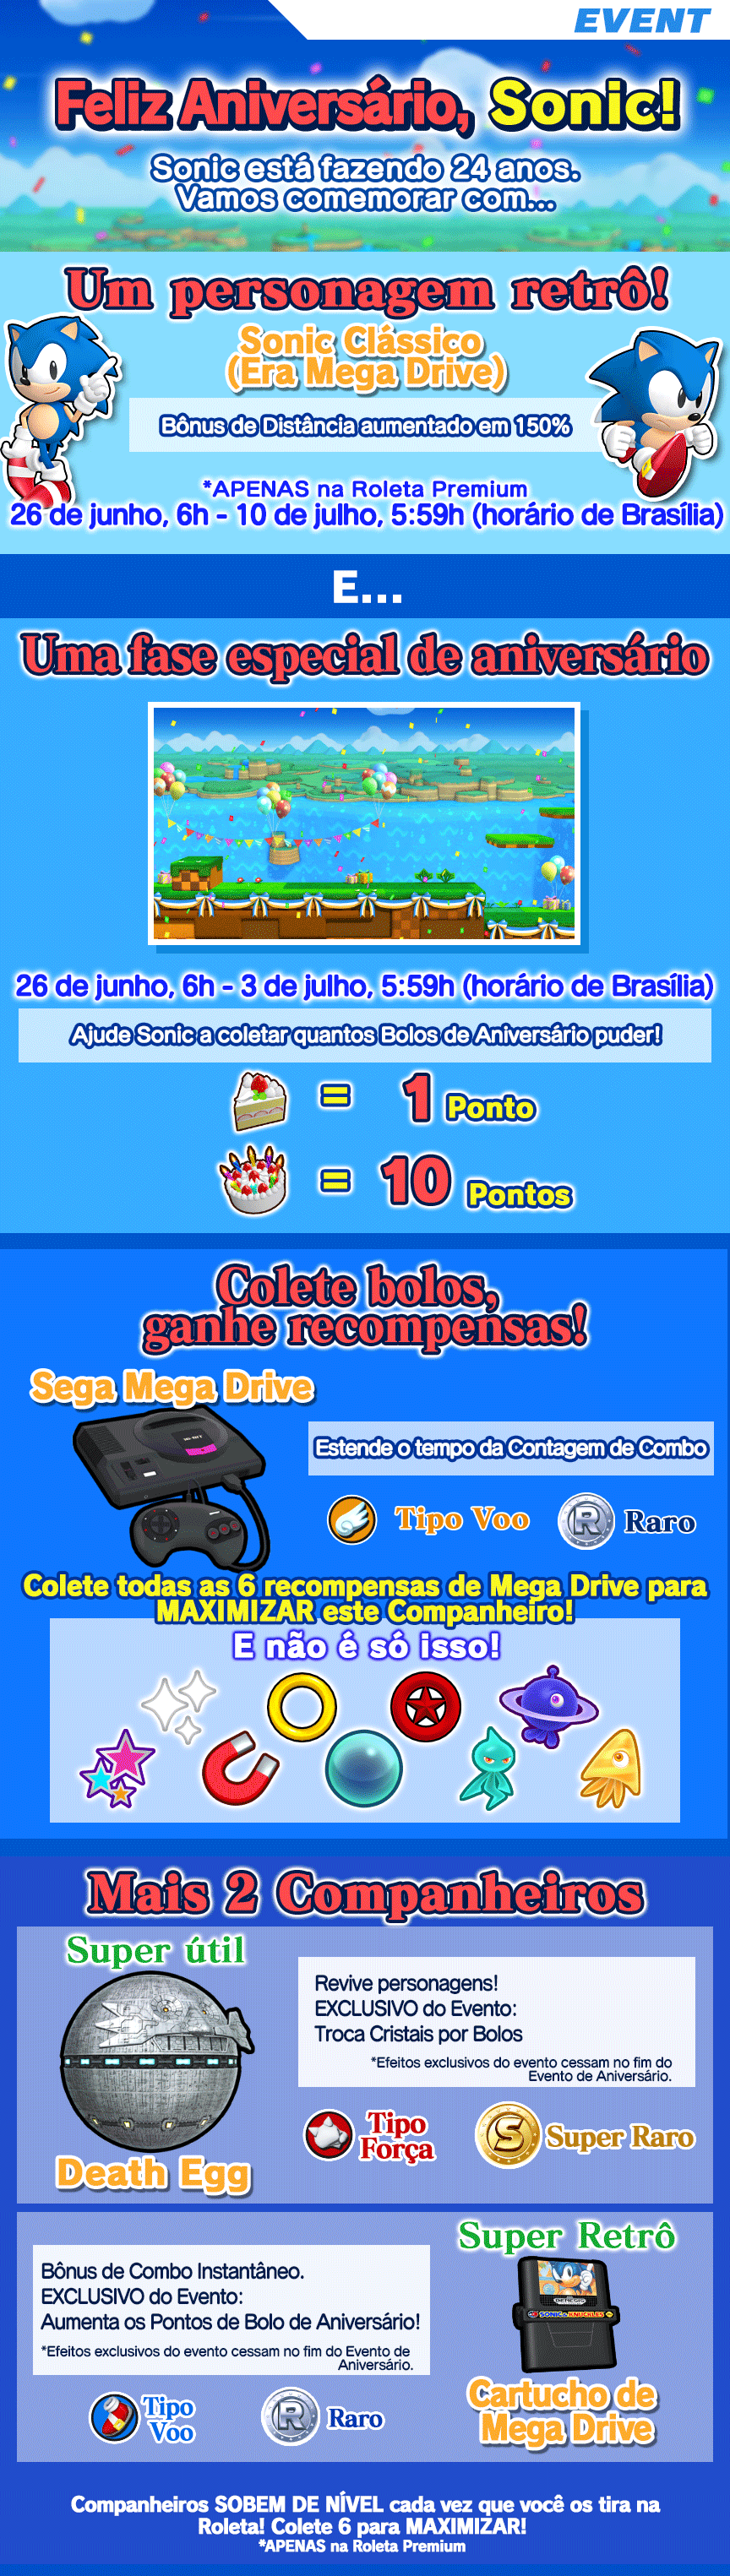 EVENT
Feliz Aniversário, Sonic!
Sonic está fazendo 24 anos.
Vamos comemorar com...
Um personagem retrô!
Sonic Clássico
(Era Mega Drive)
Bônus de Distância aumentado em 150%
*APENAS na Roleta Premium
26 de junho, 6h - 10 de julho, 5:59h (horário de Brasília)
E...
Uma fase especial de aniversário
26 de junho, 6h - 3 de julho, 5:59h (horário de Brasília)
Ajude Sonic a coletar quantos Bolos de Aniversário puder!
= 1 Ponto
= 10 Pontos
Colete bolos,
ganhe recompensas!
Sega Mega Drive
Estende o tempo da Contagem de Combo
Tipo Voo
R Raro
Colete todas as 6 recompensas de Mega Drive para
MAXIMIZAR este Companheiro!
E não é só isso!
Mais 2 Companheiros
Super útil
Revive personagens!
EXCLUSIVO do Evento:
Troca Cristais por Bolos
*Efeitos exclusivos do evento cessam no fim do
Evento de Aniversário.
Tipo
Força
S Super Raro
Death Egg
Super Retrô
Bônus de Combo Instantâneo.
EXCLUSIVO do Evento:
Aumenta os Pontos de Bolo de Aniversário!
*Efeitos exclusivos do evento cessam no fim do Evento de
Aniversário.
GENESIS
SONIC & KNUCKLES
Tipo
Voo
R Raro
Cartucho de
Mega Drive
Companheiros SOBEM DE NÍVEL cada vez que você os tira na
Roleta! Colete 6 para MAXIMIZAR!
*APENAS na Roleta Premium